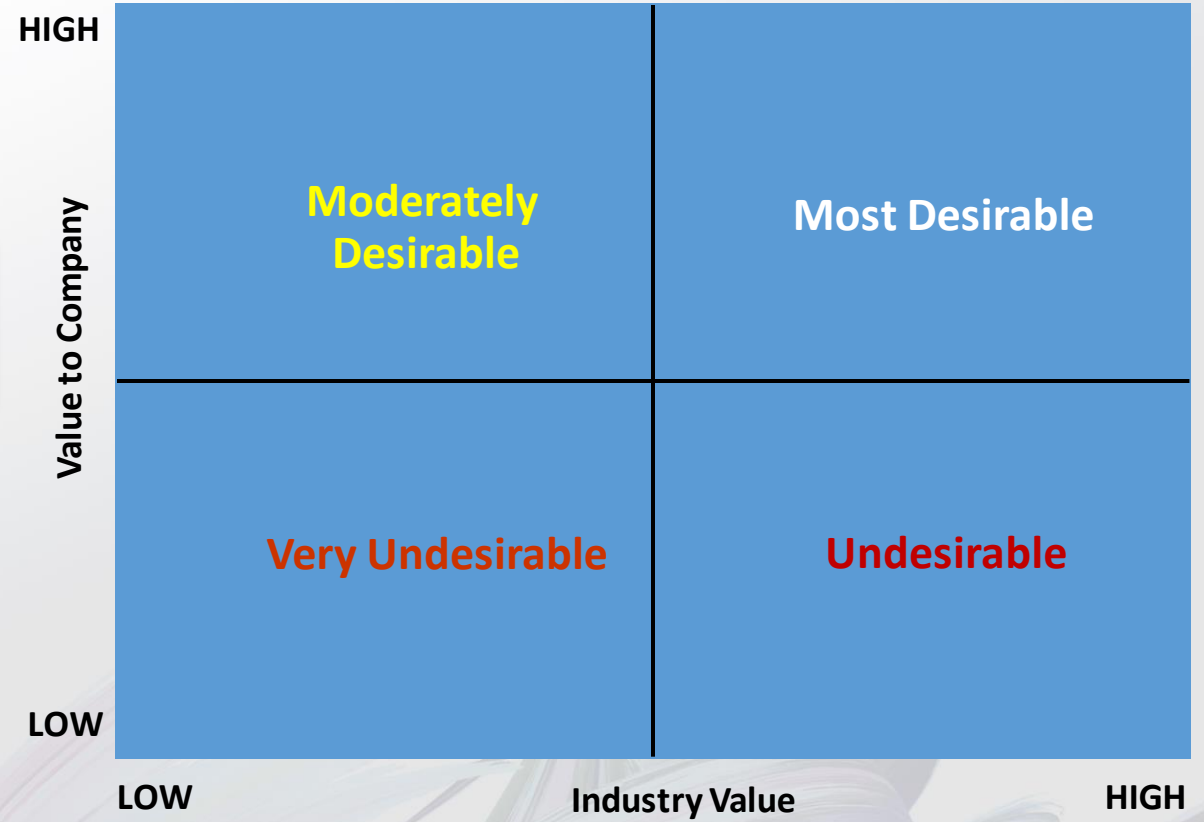 HIGH
Moderately
Desirable
Most Desirable
Value to Company
Very Undesirable
Undesirable
LOW
LOW
Industry Value
HIGH